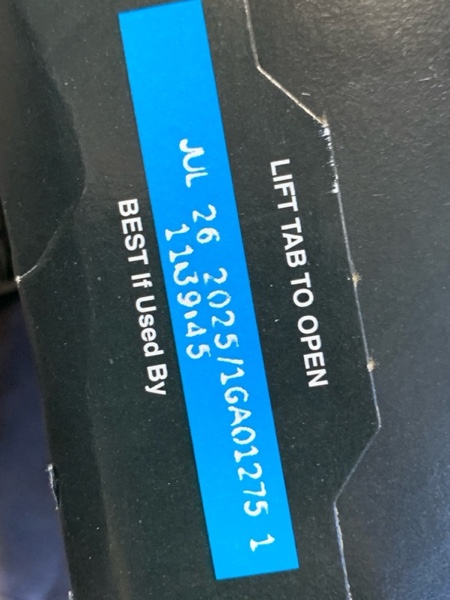 LIFT TAB TO OPEN
JUL 26 2025/1GA01275 1
11:39:45
BEST If Used By